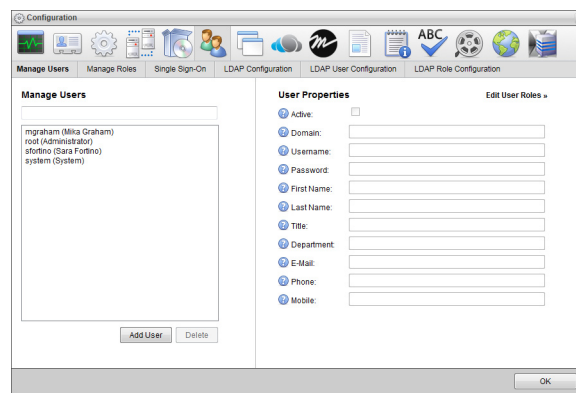 Configuration
ABC
Manage Users Manage Roles Single Sign-On LDAP Configuration LDAP User Configuration LDAP Role Configuration
Manage Users
mgraham (Mika Graham)
root (Administrator)
sfortino (Sara Fortino)
system (System)
Add User Delete
User Properties Edit User Roles »
Active:
Domain:
Username:
Password:
First Name:
Last Name:
Title:
Department:
E-Mail:
Phone:
Mobile:
OK